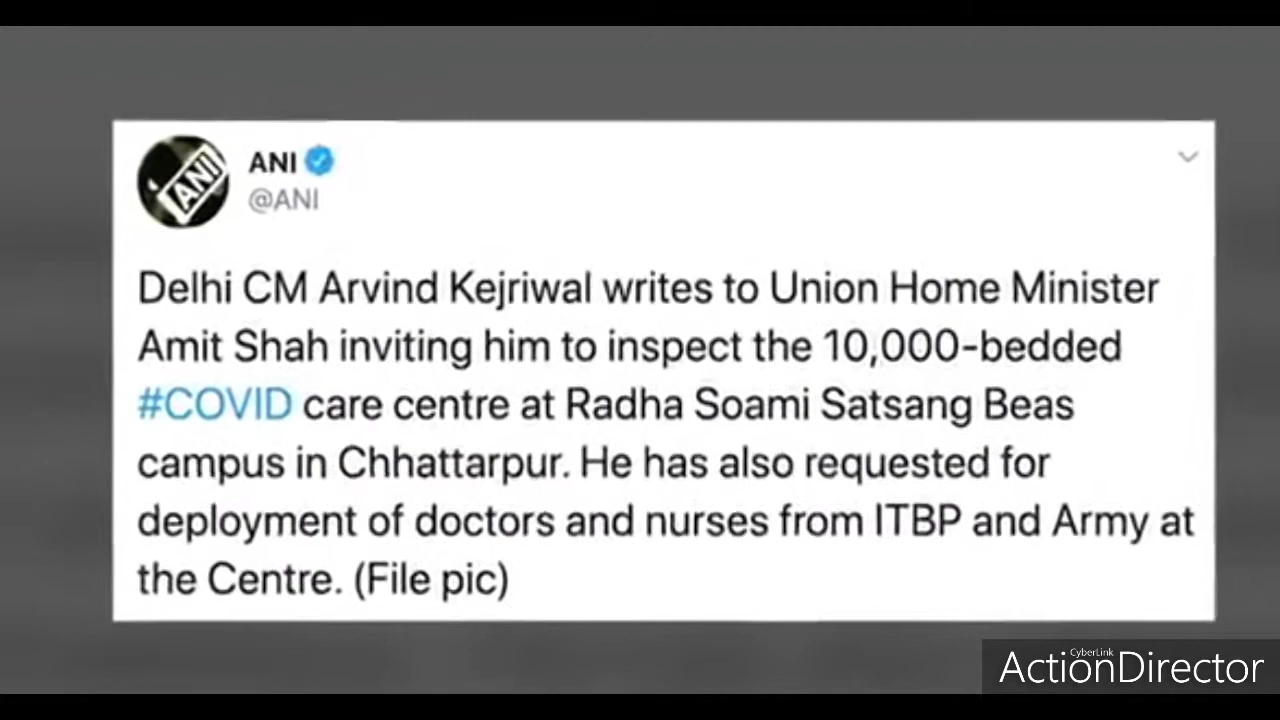 ANI
ANI
@ANI
Delhi CM Arvind Kejriwal writes to Union Home Minister
Amit Shah inviting him to inspect the 10,000-bedded
#COVID care centre at Radha Soami Satsang Beas
campus in Chhattarpur. He has also requested for
deployment of doctors and nurses from ITBP and Army at
the Centre. (File pic)
CyberLink
ActionDirector